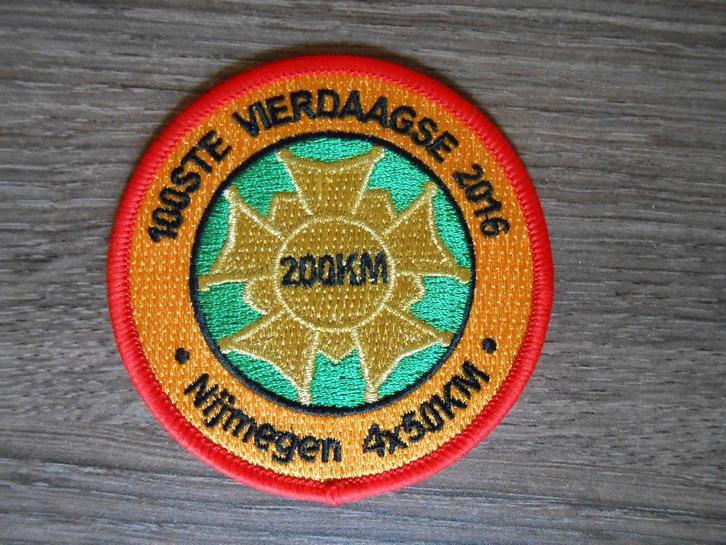 100STE VIERDAAGSE 2016
200KM
• Nijmegen 4x50KM •